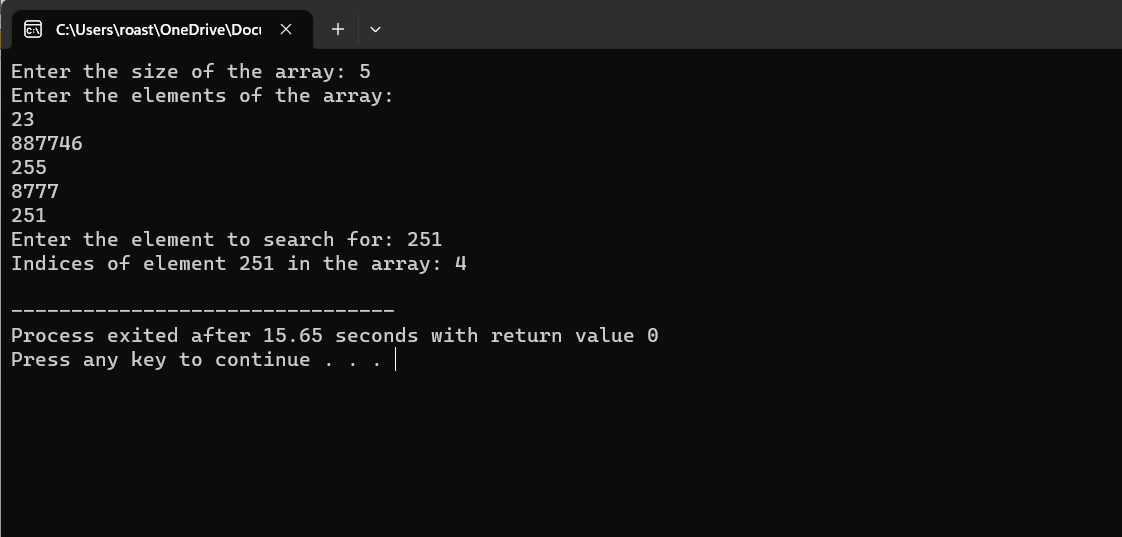 C:\Users\roast\OneDrive\Docu
Enter the size of the array: 5
Enter the elements of the array:
23
887746
255
8777
251
Enter the element to search for: 251
Indices of element 251 in the array: 4
--------------------------------
Process exited after 15.65 seconds with return value 0
Press any key to continue . . .